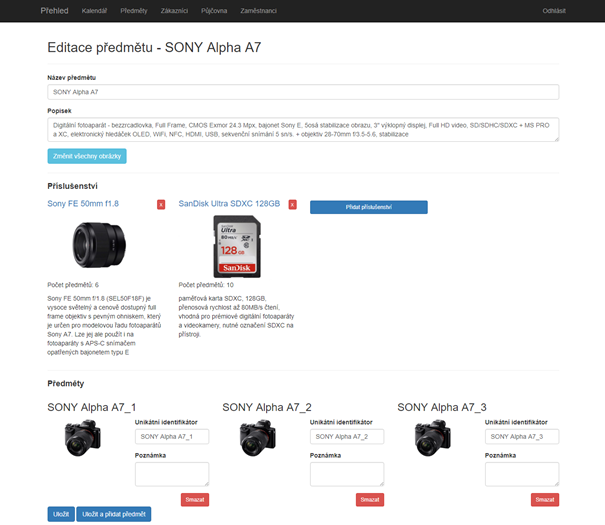 Přehled Kalendář Předměty Zákazníci Půjčovna Zaměstnanci Odhlásit
Editace předmětu - SONY Alpha A7
Název předmětu
SONY Alpha A7
Popisek
Digitální fotoaparát - bezzrcadlovka, Full Frame, CMOS Exmor 24.3 Mpx, bajonet Sony E, 5osá stabilizace obrazu, 3" výklopný displej, Full HD video, SD/SDHC/SDXC + MS PRO
a XC, elektronický hledáček OLED, WiFi, NFC, HDMI, USB, sekvenční snímání 5 sn/s. + objektiv 28-70mm f/3.5-5.6, stabilizace
Změnit všechny obrázky
Příslušenství
Sony FE 50mm f1.8
x
SanDisk Ultra SDXC 128GB
x
Přidat příslušenství
SanDisk
Ultra
80MB/s
128
GB
SanDisk
Počet předmětů: 6
Sony FE 50mm f/1.8 (SEL50F18F) je
vysoce světelný a cenově dostupný full
frame objektiv s pevným ohniskem, který
je určen pro modelovou řadu fotoaparátů
Sony A7. Lze jej ale použít i na
fotoaparáty s APS-C snímačem
opatřených bajonetem typu E
Počet předmětů: 10
paměťová karta SDXC, 128GB,
přenosová rychlost až 80MB/s čtení,
vhodná pro prémiové digitální fotoaparáty
a videokamery, nutné označení SDXC na
přístroji.
Předměty
SONY Alpha A7_1
Unikátní identifikátor
SONY Alpha A7_1
Poznámka
Smazat
SONY Alpha A7_2
Unikátní identifikátor
SONY Alpha A7_2
Poznámka
Smazat
SONY Alpha A7_3
Unikátní identifikátor
SONY Alpha A7_3
Poznámka
Smazat
Uložit
Uložit a přidat předmět